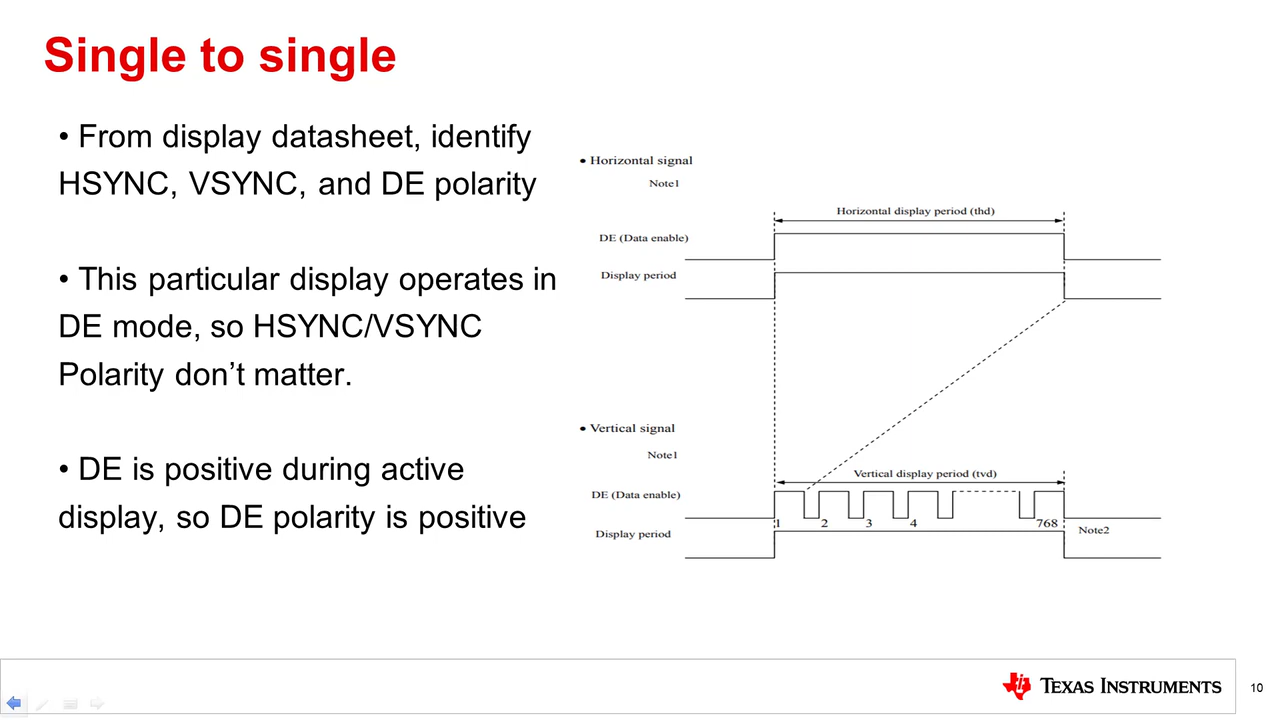 Single to single
• From display datasheet, identify
HSYNC, VSYNC, and DE polarity
• This particular display operates in
DE mode, so HSYNC/VSYNC
Polarity don’t matter.
• DE is positive during active
display, so DE polarity is positive
• Horizontal signal
Note1
Horizontal display period (thd)
DE (Data enable)
Display period
• Vertical signal
Note1
Vertical display period (tvd)
DE (Data enable)
1 2 3 4 768
Note2
Display period
TEXAS INSTRUMENTS
10